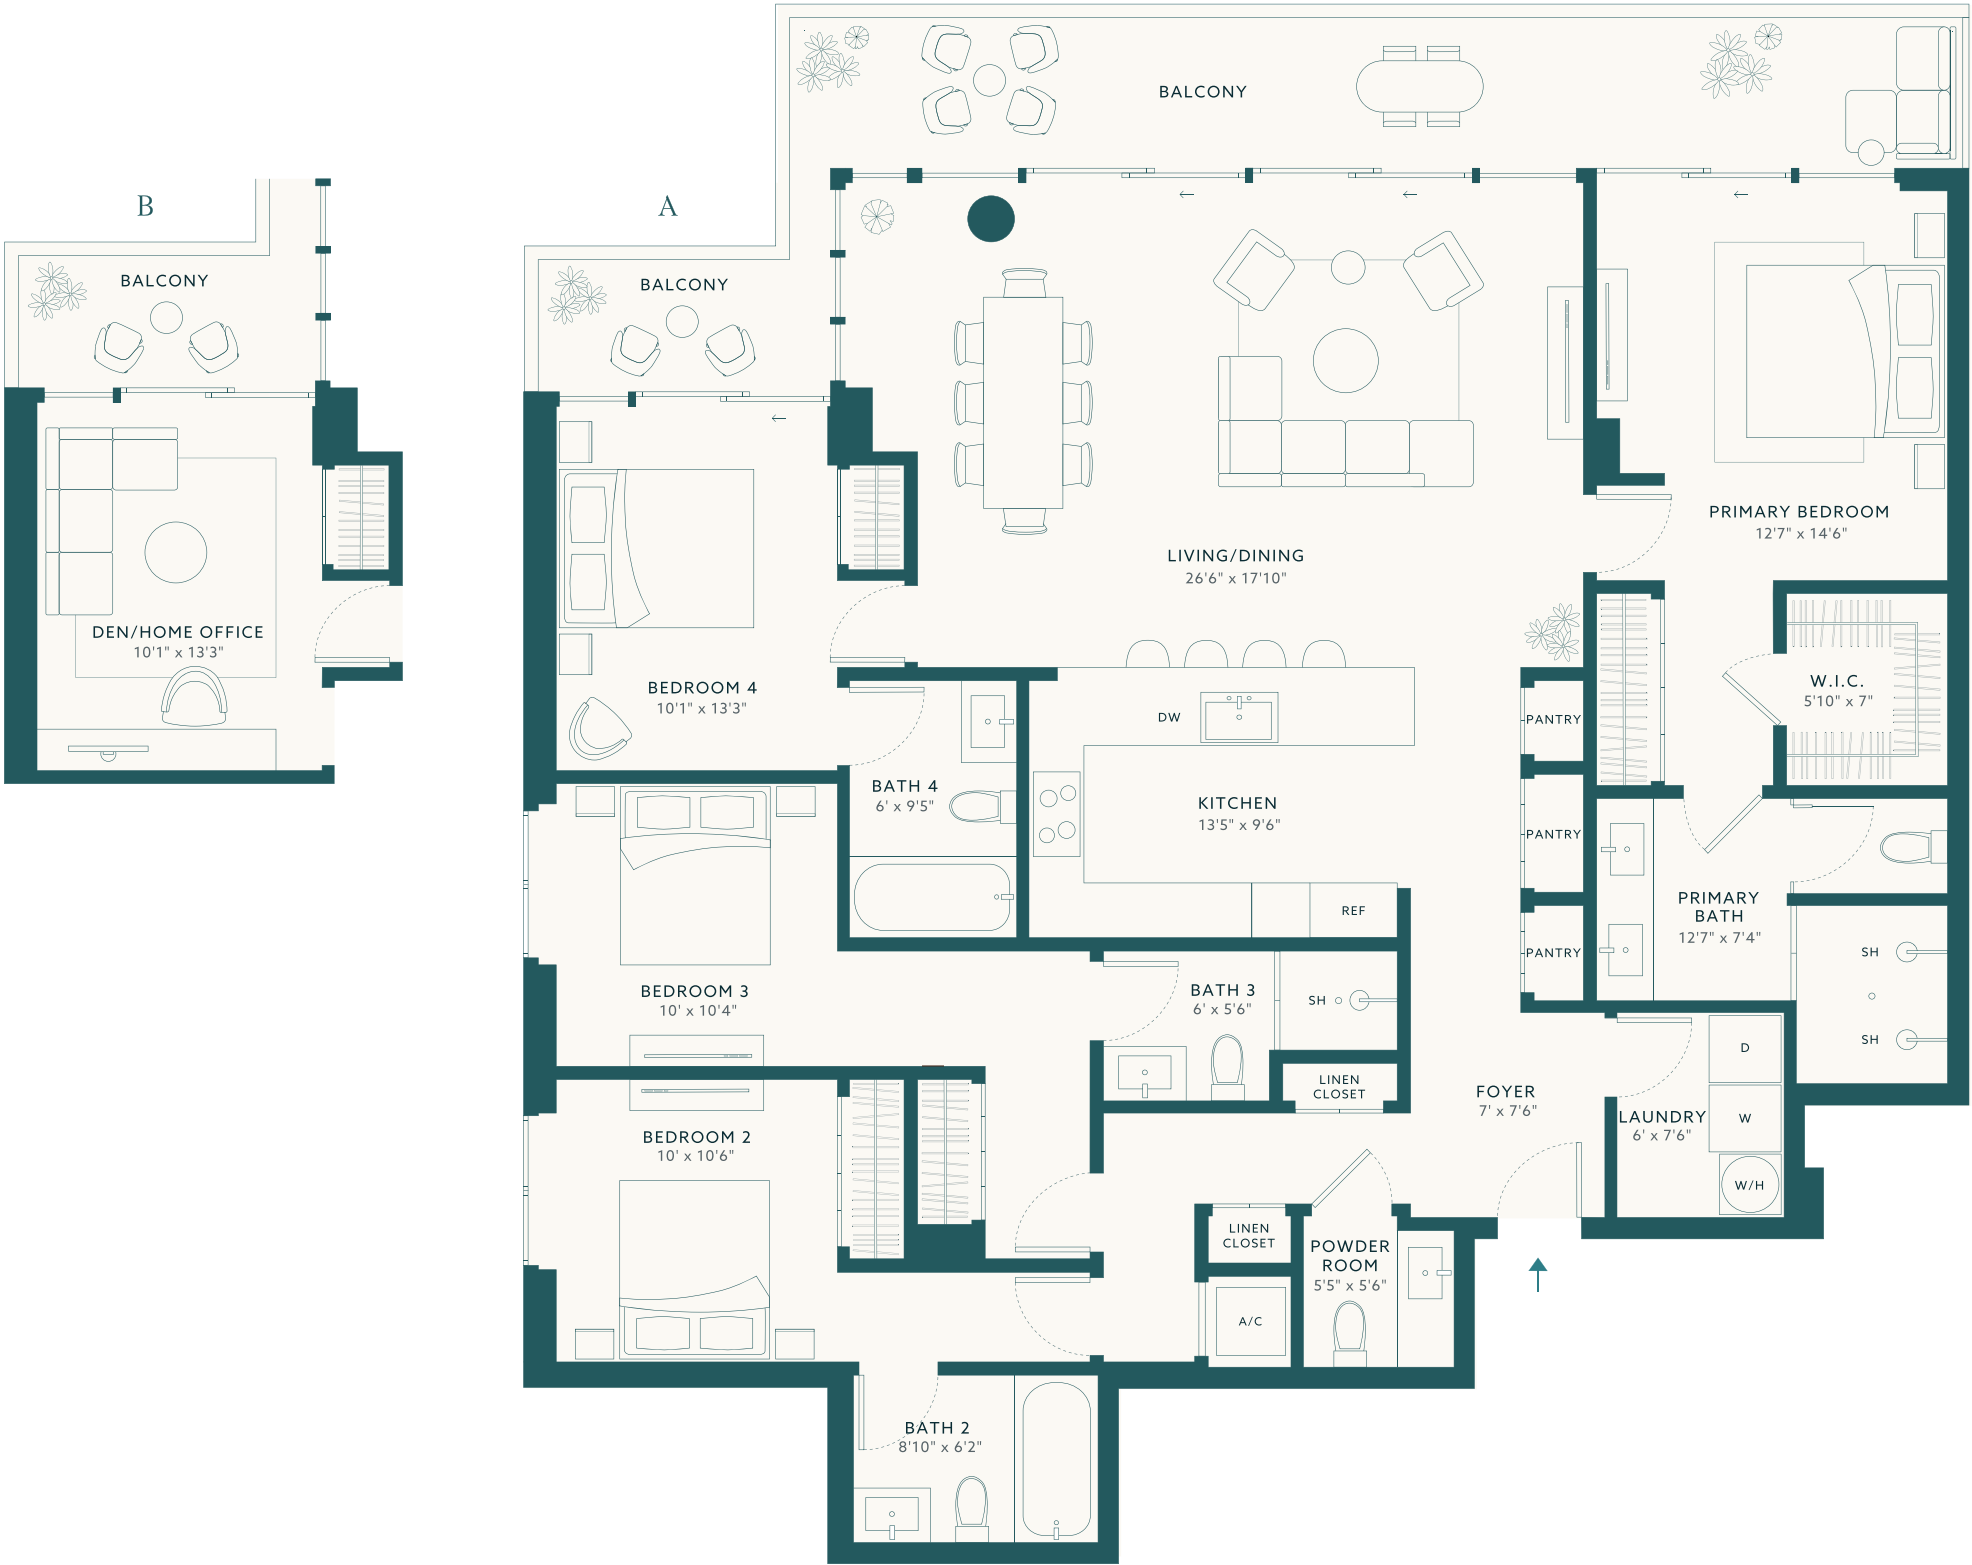 B
BALCONY
DEN/HOME OFFICE
10'1" x 13'3"
A
BALCONY
BALCONY
LIVING/DINING
26'6" x 17'10"
PRIMARY BEDROOM
12'7" x 14'6"
W.I.C.
5'10" x 7"
BEDROOM 4
10'1" x 13'3"
BATH 4
6' x 9'5"
DW
KITCHEN
13'5" x 9'6"
REF
PANTRY
PANTRY
PANTRY
PRIMARY
BATH
12'7" x 7'4"
SH
SH
BEDROOM 3
10' x 10'4"
BATH 3
6' x 5'6"
SH
LINEN
CLOSET
FOYER
7' x 7'6"
LAUNDRY
6' x 7'6"
D
W
W/H
BEDROOM 2
10' x 10'6"
LINEN
CLOSET
A/C
POWDER
ROOM
5'5" x 5'6"
BATH 2
8'10" x 6'2"